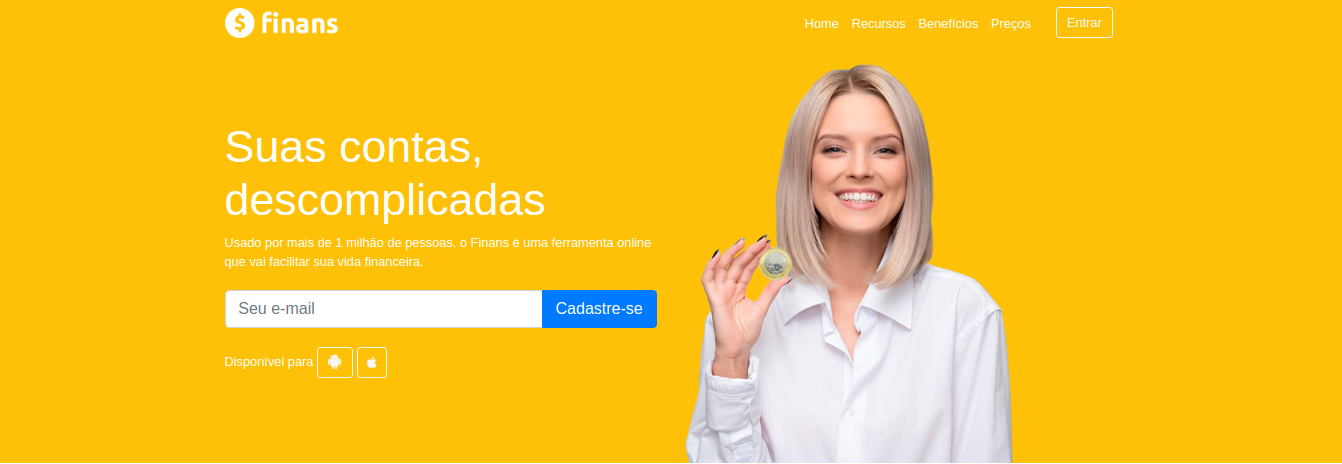 $ finans
Home Recursos Benefícios Preços Entrar
Suas contas,
descomplicadas
Usado por mais de 1 milhão de pessoas, o Finans é uma ferramenta online
que vai facilitar sua vida financeira.
Seu e-mail Cadastre-se
Disponível para